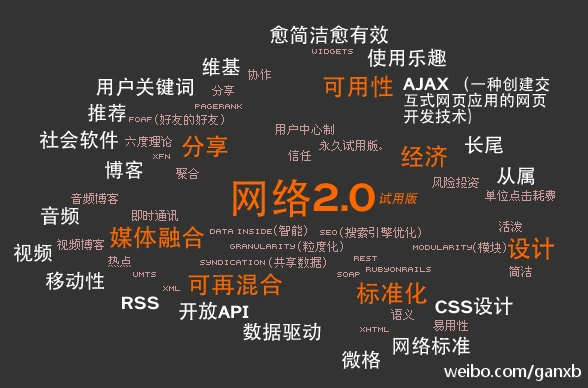 愈简洁愈有效
WIDGETS
使用乐趣
维基
协作
用户关键词
分享
可用性
AJAX （一种创建交
互式网页应用的网页
开发技术)
PAGERANK
推荐
FOAF(好友的好友)
用户中心制
社会软件
六度理论
分享
永久试用版。
长尾
XFN
信任
经济
博客
聚合
风险投资
从属
单位点击耗费
网络2.0
试用版
音频博客
音频
即时通讯
活泼
媒体融合
DATA INSIDE(智能)
SEO(搜索引擎优化)
视频
视频博客
GRANULARITY(粒度化)
MODULARITY(模块)
设计
热点
SYNDICATION(共享数据)
REST
RUBYONRAILS
简洁
移动性
UMTS
SOAP
XML
可再混合
标准化
RSS
开放API
CSS设计
语义
数据驱动
XHTML
易用性
网络标准
微格
weibo.com/ganxb